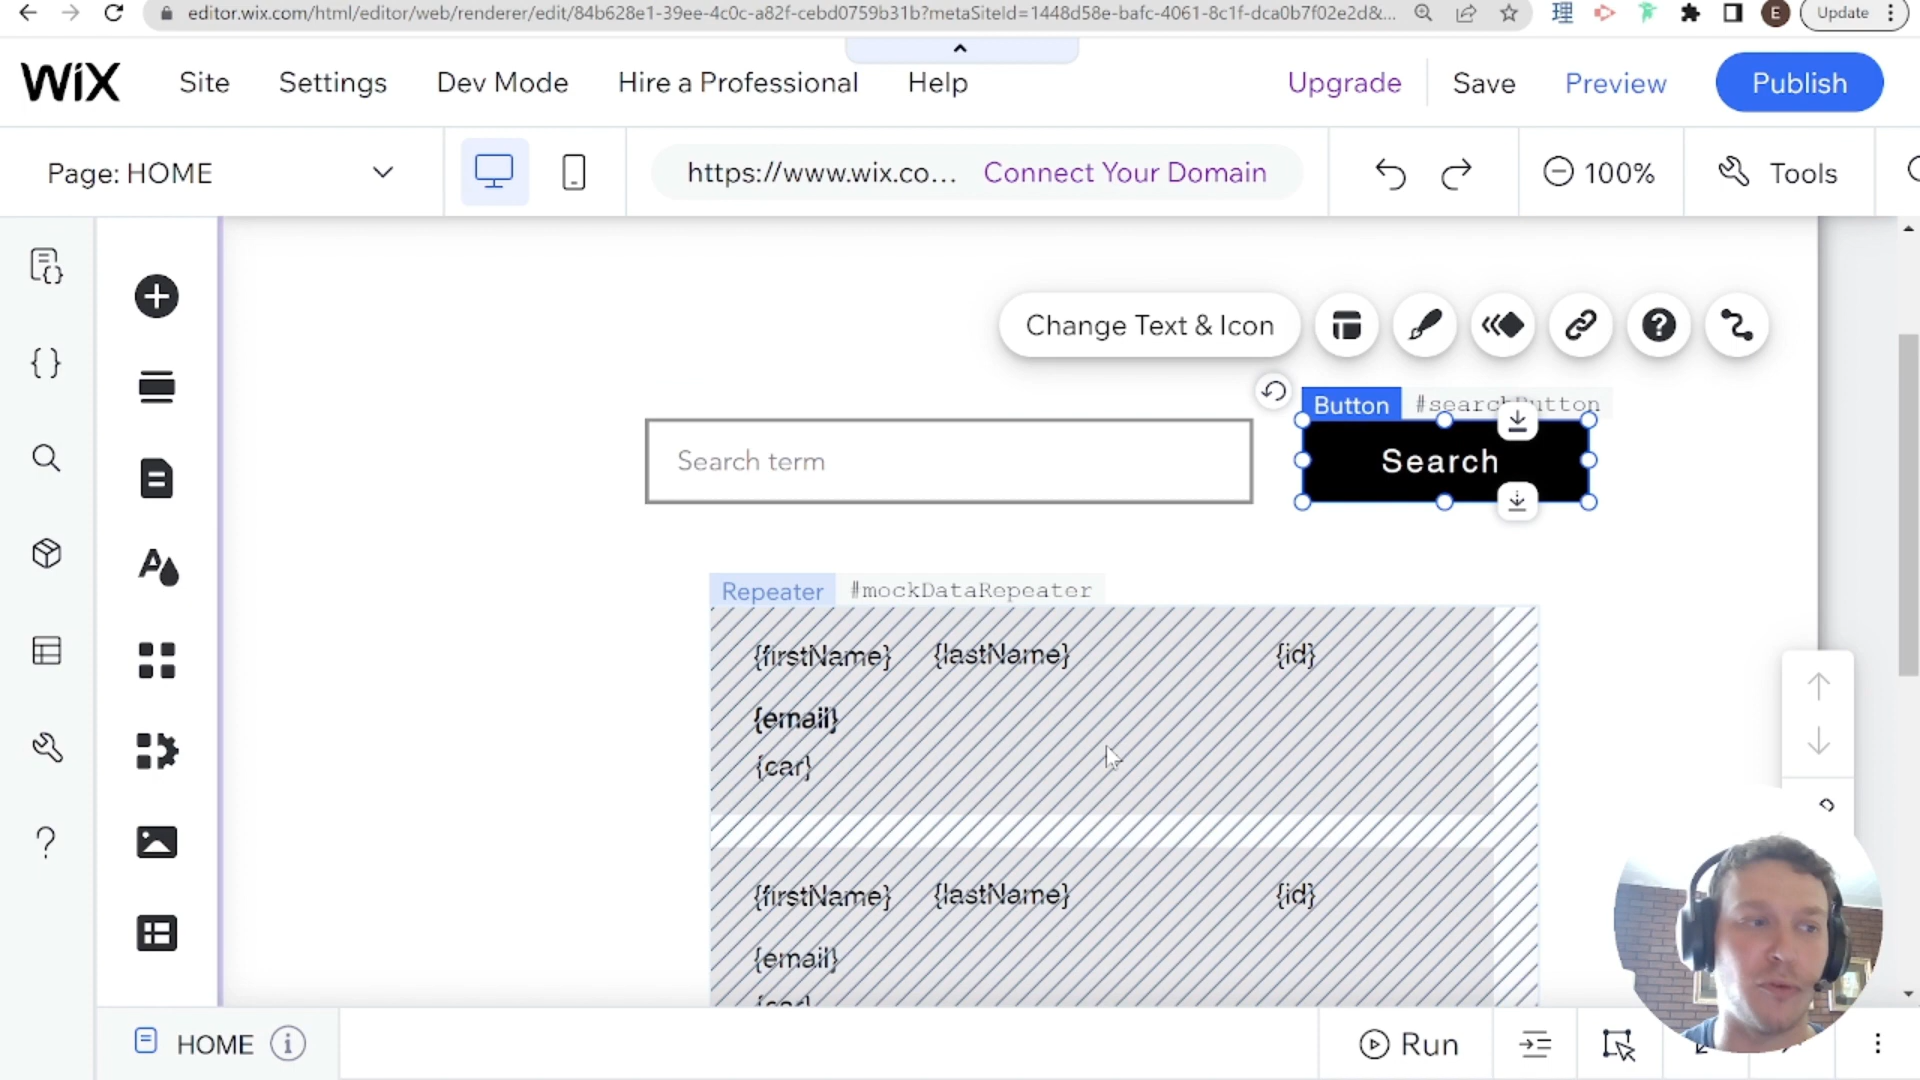 editor.wix.com/html/editor/web/renderer/edit/84b628e1-39ee-4c0c-a82f-cebd0759b31b?metaSiteId=1448d58e-bafc-4061-8c1f-dca0b7f02e2d&... 理 E Update
WiX Site Settings Dev Mode Hire a Professional Help Upgrade Save Preview Publish
Page: HOME https://www.wix.co... Connect Your Domain 100% Tools
Change Text & Icon
Button #searchButton
Search term Search
Repeater #mockDataRepeater
{firstName} {lastName} {id}
{email}
{car}
{firstName} {lastName} {id}
{email}
{car}
HOME Run